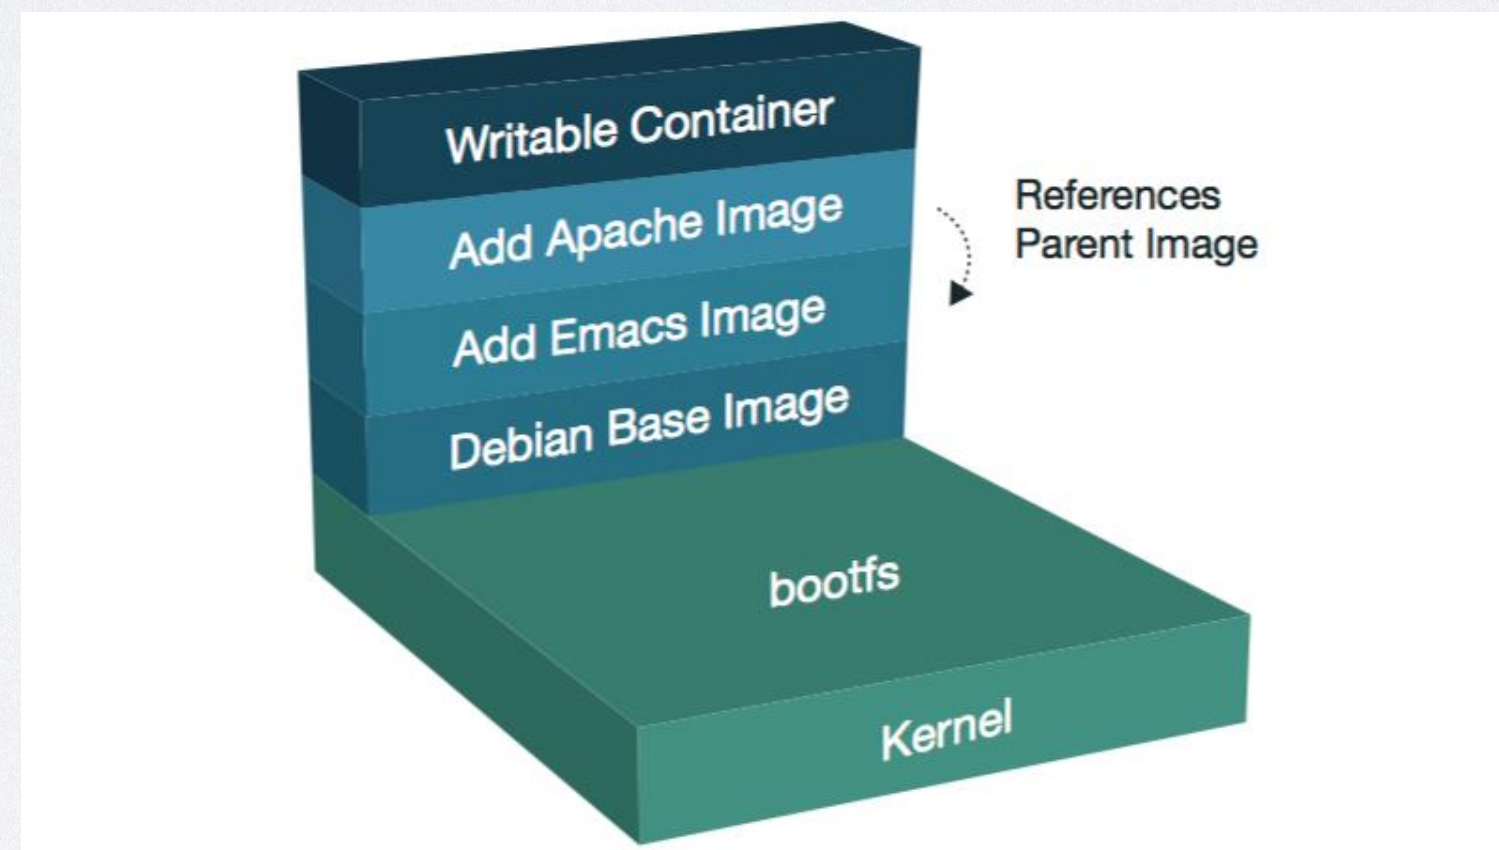 Writable Container
Add Apache Image
References
Parent Image
Add Emacs Image
Debian Base Image
bootfs
Kernel